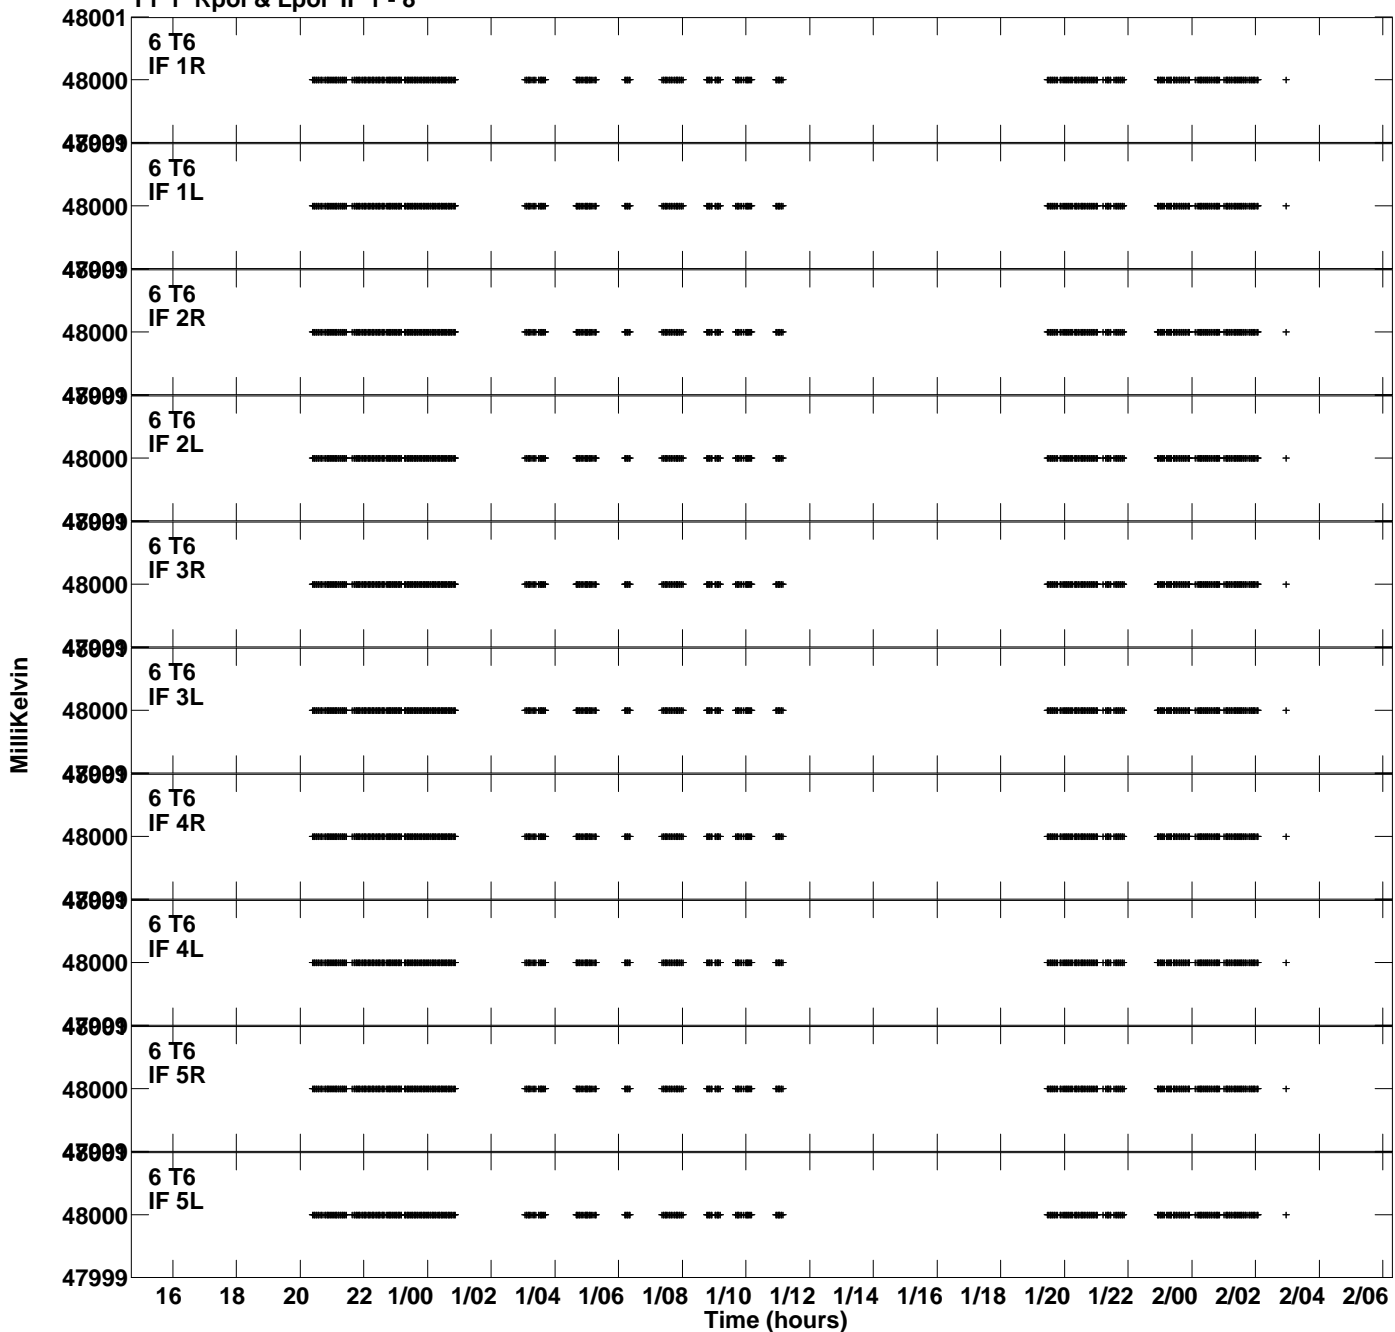 48001
6 T6
IF 1R
48000
6 T6
IF 1L
48000
6 T6
IF 2R
48000
6 T6
IF 2L
48000
6 T6
IF 3R
48000
6 T6
IF 3L
48000
6 T6
IF 4R
48000
6 T6
IF 4L
48000
6 T6
IF 5R
48000
6 T6
IF 5L
48000
47999
MilliKelvin
16 18 20 22 1/00 1/02 1/04 1/06 1/08 1/10 1/12 1/14 1/16 1/18 1/20 1/22 2/00 2/02 2/04 2/06
Time (hours)